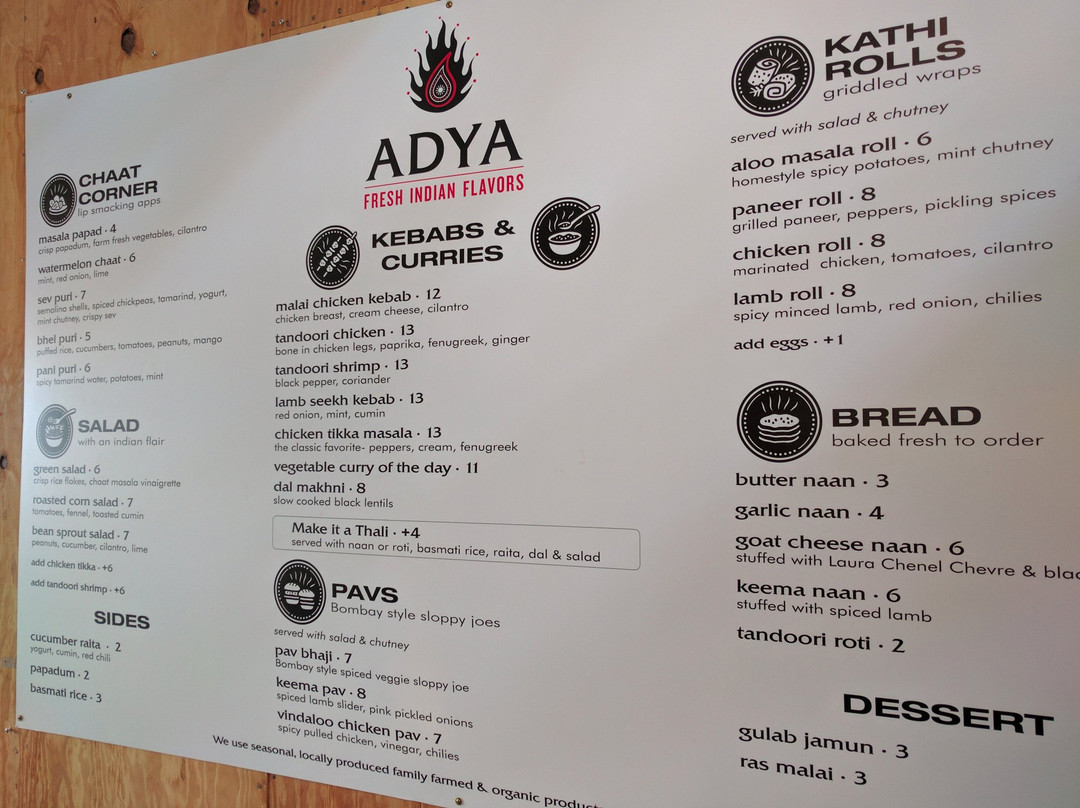 CHAAT
CORNER
lip smacking apps
masala papad · 4
crisp papadum, farm fresh vegetables, cilantro
watermelon chaat · 6
mint, red onion, lime
sev puri · 7
semolina shells, spiced chickpeas, tamarind, yogurt,
mint chutney, crispy sev
bhel puri · 5
puffed rice, cucumbers, tomatoes, peanuts, mango
pani puri · 6
spicy tamarind water, potatoes, mint
SALAD
with an indian flair
green salad · 6
crisp rice flakes, chaat masala vinaigrette
roasted corn salad · 7
tomatoes, fennel, toasted cumin
bean sprout salad · 7
peanuts, cucumber, cilantro, lime
add chicken tikka · +6
add tandoori shrimp · +6
SIDES
cucumber raita · 2
yogurt, cumin, red chili
papadum · 2
basmati rice · 3
ADYA
FRESH INDIAN FLAVORS
KEBABS &
CURRIES
malai chicken kebab · 12
chicken breast, cream cheese, cilantro
tandoori chicken · 13
bone in chicken legs, paprika, fenugreek, ginger
tandoori shrimp · 13
black pepper, coriander
lamb seekh kebab · 13
red onion, mint, cumin
chicken tikka masala · 13
the classic favorite- peppers, cream, fenugreek
vegetable curry of the day · 11
dal makhni · 8
slow cooked black lentils
Make it a Thali · +4
served with naan or roti, basmati rice, raita, dal & salad
PAVS
Bombay style sloppy joes
served with salad & chutney
pav bhaji · 7
Bombay style spiced veggie sloppy joe
keema pav · 8
spiced lamb slider, pink pickled onions
vindaloo chicken pav · 7
spicy pulled chicken, vinegar, chilies
We use seasonal, locally produced family farmed & organic produc
KATHI
ROLLS
griddled wraps
served with salad & chutney
aloo masala roll · 6
homestyle spicy potatoes, mint chutney
paneer roll · 8
grilled paneer, peppers, pickling spices
chicken roll · 8
marinated chicken, tomatoes, cilantro
lamb roll · 8
spicy minced lamb, red onion, chilies
add eggs · +1
BREAD
baked fresh to order
butter naan · 3
garlic naan · 4
goat cheese naan · 6
stuffed with Laura Chenel Chevre & blac
keema naan · 6
stuffed with spiced lamb
tandoori roti · 2
DESSERT
gulab jamun · 3
ras malai · 3